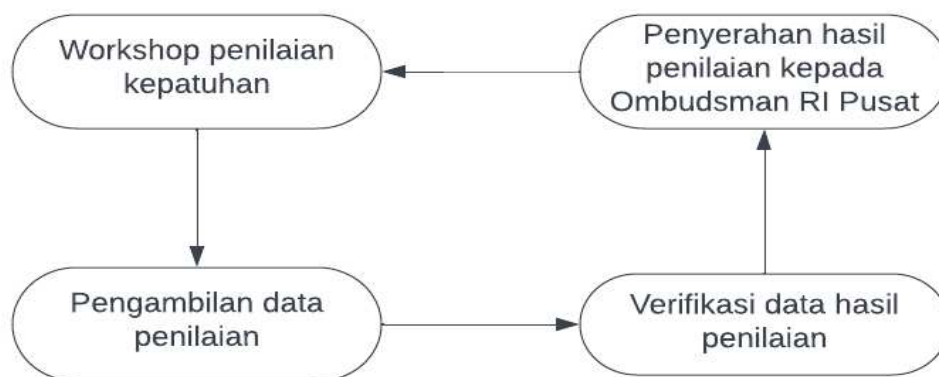 Workshop penilaian
kepatuhan
Penyerahan hasil
penilaian kepada
Ombudsman RI Pusat
Pengambilan data
penilaian
Verifikasi data hasil
penilaian